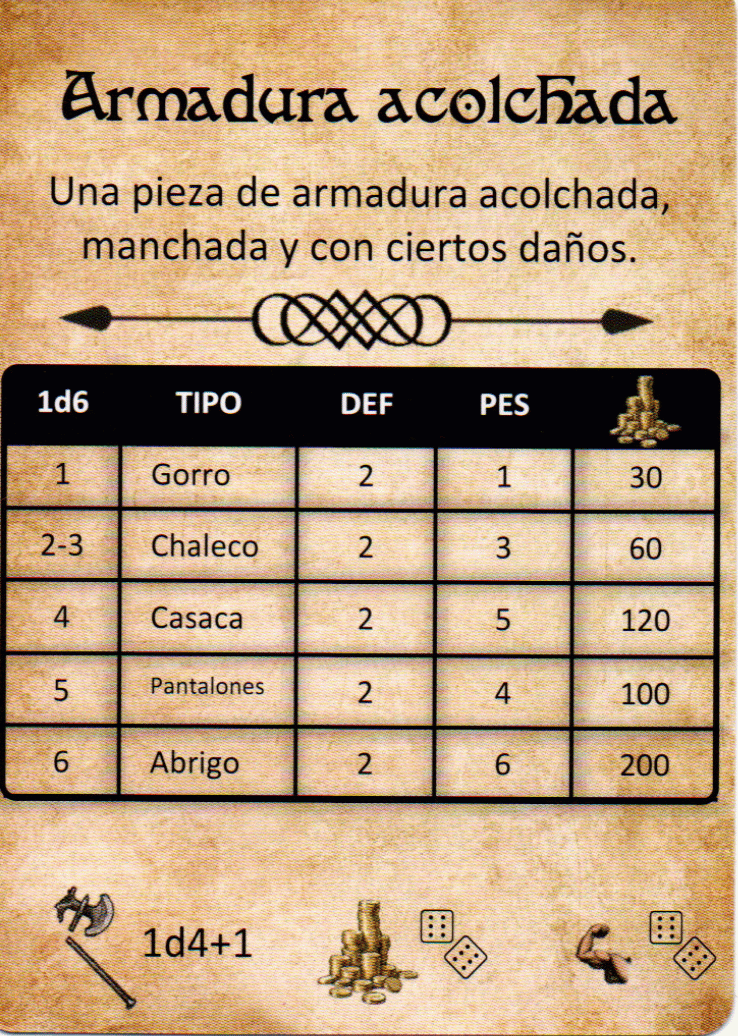 Armadura acolchada
Una pieza de armadura acolchada,
manchada y con ciertos daños.
1d6 TIPO DEF PES
1 Gorro 2 1 30
2-3 Chaleco 2 3 60
4 Casaca 2 5 120
5 Pantalones 2 4 100
6 Abrigo 2 6 200
1d4+1